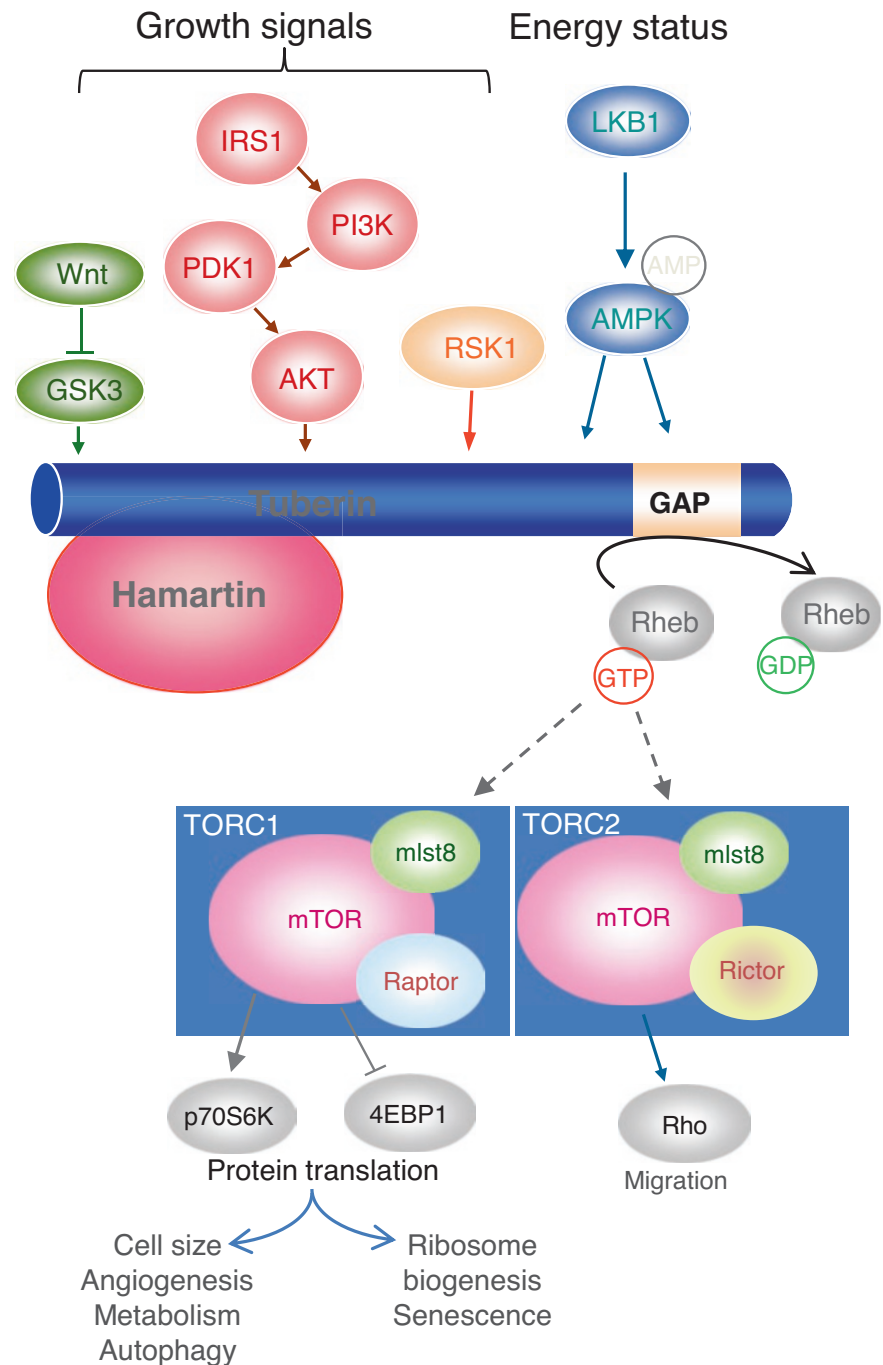 Growth signals
Energy status
IRS1
LKB1
PI3K
PDK1
Wnt
AMP
AMPK
RSK1
GSK3
AKT
Tuberin
GAP
Hamartin
Rheb
Rheb
GTP
GDP
TORC1
TORC2
mlst8
mlst8
mTOR
mTOR
Raptor
Rictor
p70S6K
4EBP1
Rho
Protein translation
Migration
Cell size
Angiogenesis
Metabolism
Autophagy
Ribosome
biogenesis
Senescence